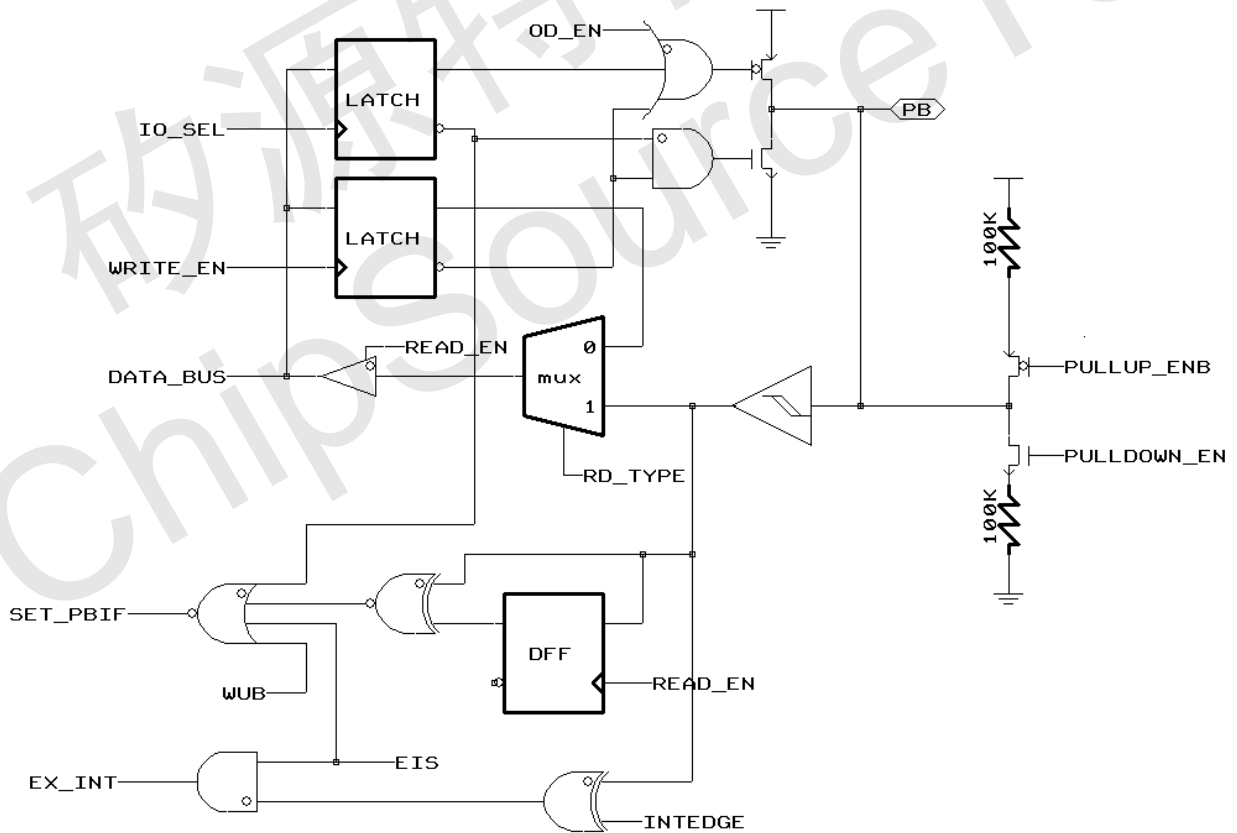 OD_EN
LATCH
PB
IO_SEL
LATCH
100K
WRITE_EN
READ_EN
0
DATA_BUS
mux
PULLUP_ENB
1
PULLDOWN_EN
RD_TYPE
100K
SET_PBIF
DFF
WUB
READ_EN
EIS
EX_INT
INTEDGE
矽源特
ChipSource